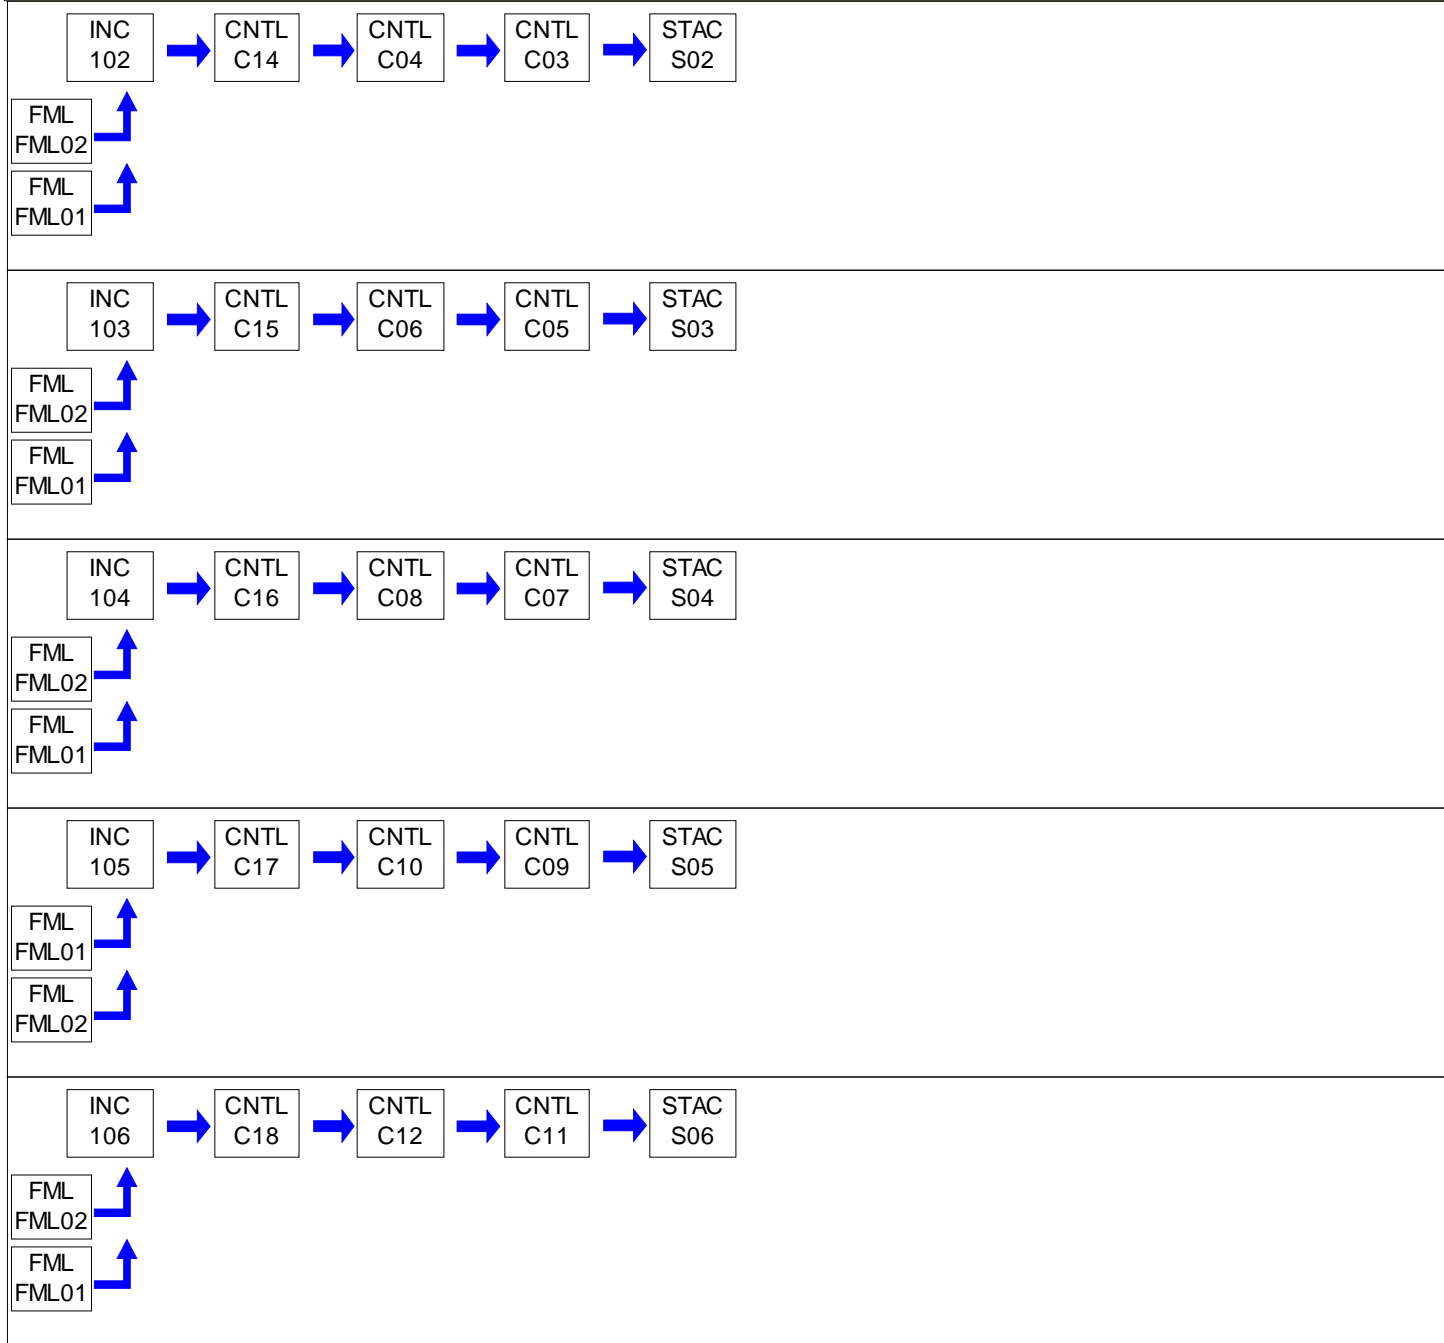 INC
102
CNTL
C14
CNTL
C04
CNTL
C03
STAC
S02
FML
FML02
FML
FML01
INC
103
CNTL
C15
CNTL
C06
CNTL
C05
STAC
S03
FML
FML02
FML
FML01
INC
104
CNTL
C16
CNTL
C08
CNTL
C07
STAC
S04
FML
FML02
FML
FML01
INC
105
CNTL
C17
CNTL
C10
CNTL
C09
STAC
S05
FML
FML01
FML
FML02
INC
106
CNTL
C18
CNTL
C12
CNTL
C11
STAC
S06
FML
FML02
FML
FML01